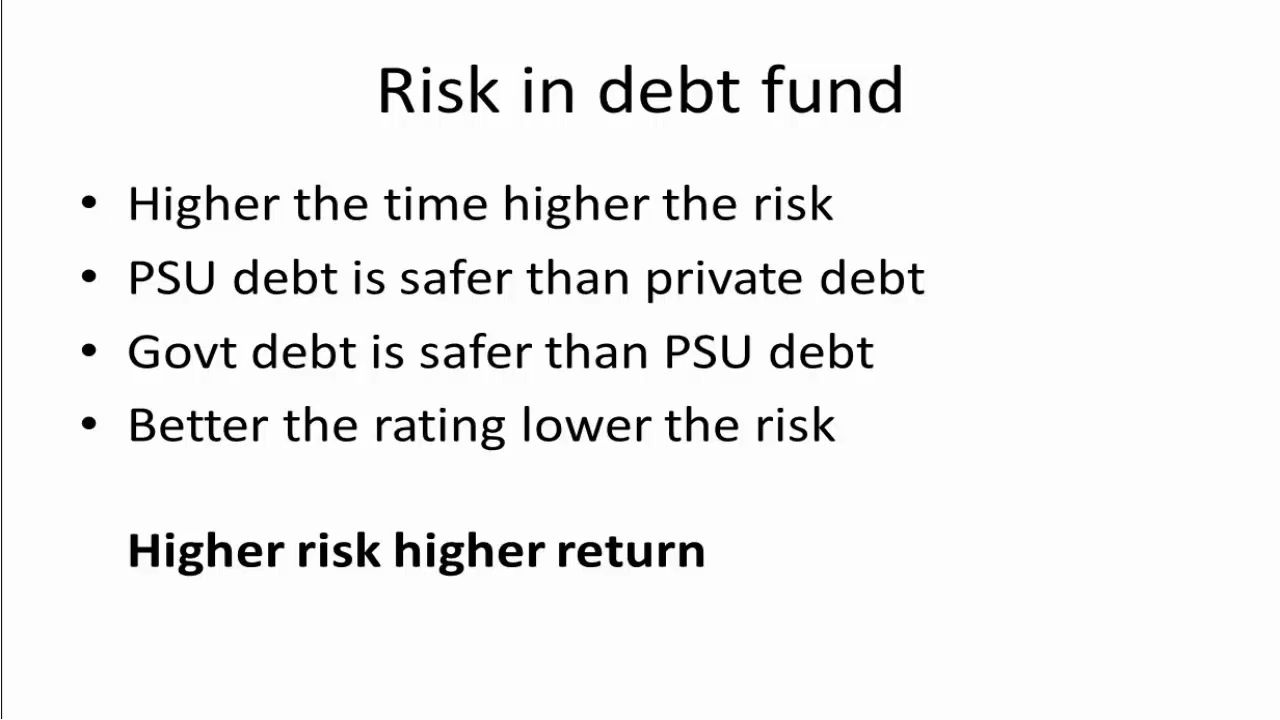 Risk in debt fund
• Higher the time higher the risk
• PSU debt is safer than private debt
• Govt debt is safer than PSU debt
• Better the rating lower the risk
Higher risk higher return